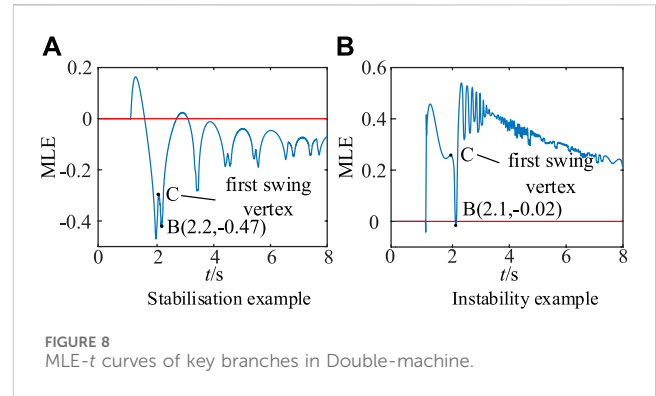 A
B
0.2
0
-0.2
-0.4
MLE
C
first swing
vertex
B(2.2,-0.47)
0 2 4 6 8
t/s
Stabilisation example
0.6
0.4
0.2
0
MLE
C
first swing
vertex
B(2.1,-0.02)
0 2 4 6 8
t/s
Instability example
FIGURE 8
MLE-t curves of key branches in Double-machine.